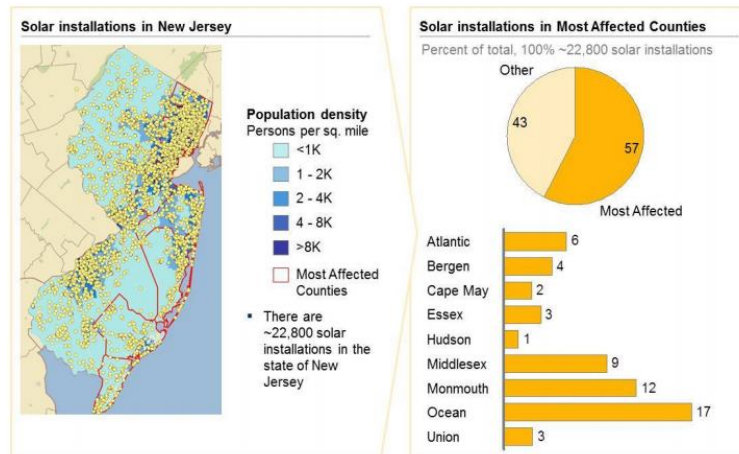 Solar installations in New Jersey
Population density
Persons per sq. mile
<1K
1 - 2K
2 - 4K
4 - 8K
>8K
Most Affected
Counties
▪ There are
~22,800 solar
installations in the
state of New
Jersey
Solar installations in Most Affected Counties
Percent of total, 100% ~22,800 solar installations
Other
43
57
Most Affected
Atlantic 6
Bergen 4
Cape May 2
Essex 3
Hudson 1
Middlesex 9
Monmouth 12
Ocean 17
Union 3